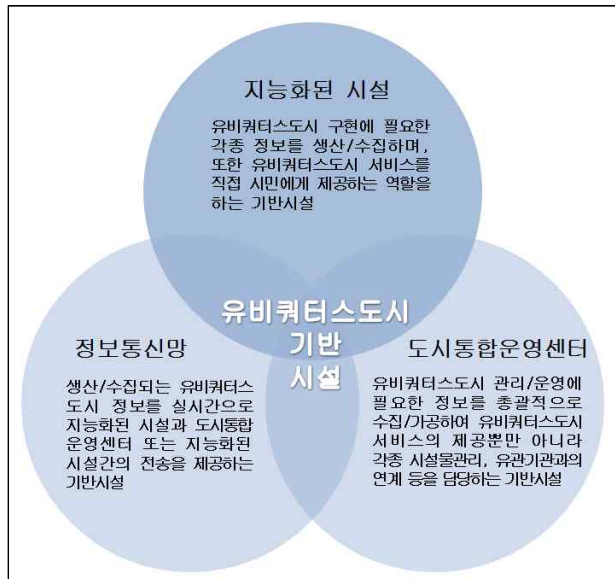 지능화된 시설
유비쿼터스도시 구현에 필요한
각종 정보를 생산/수집하며,
또한 유비쿼터스도시 서비스를
직접 시민에게 제공하는 역할을
하는 기반시설
유비쿼터스도시
기반
시설
정보통신망
생산/수집되는 유비쿼터스
도시 정보를 실시간으로
지능화된 시설과 도시통합
운영센터 또는 지능화된
시설간의 전송을 제공하는
기반시설
도시통합운영센터
유비쿼터스도시 관리/운영에
필요한 정보를 총괄적으로
수집/가공하여 유비쿼터스도시
서비스의 제공뿐만 아니라
각종 시설물관리, 유관기관과의
연계 등을 담당하는 기반시설